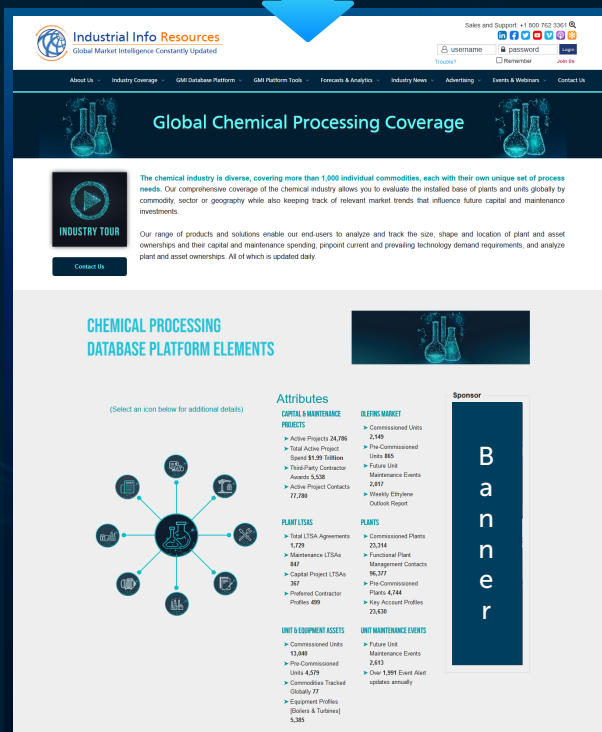 Sales and Support: +1 800 762 3361
Industrial Info Resources
Global Market Intelligence Constantly Updated
username
password
Login
Trouble?
Remember
Join Us
About Us
Industry Coverage
GMI Database Platform
GMI Platform Tools
Forecasts & Analytics
Industry News
Advertising
Events & Webinars
Contact Us
Global Chemical Processing Coverage
INDUSTRY TOUR
Contact Us
The chemical industry is diverse, covering more than 1,000 individual commodities, each with their own unique set of process
needs. Our comprehensive coverage of the chemical industry allows you to evaluate the installed base of plants and units globally by
commodity, sector or geography while also keeping track of relevant market trends that influence future capital and maintenance
investments.
Our range of products and solutions enable our end-users to analyze and track the size, shape and location of plant and asset
ownerships and their capital and maintenance spending, pinpoint current and prevailing technology demand requirements, and analyze
plant and asset ownerships. All of which is updated daily.
CHEMICAL PROCESSING
DATABASE PLATFORM ELEMENTS
(Select an icon below for additional details)
Attributes
CAPITAL & MAINTENANCE
PROJECTS
➤ Active Projects 24,786
➤ Total Active Project
Spend $1.99 Trillion
➤ Third-Party Contractor
Awards 5,538
➤ Active Project Contacts
77,780
OLEFINS MARKET
➤ Commissioned Units
2,149
➤ Pre-Commissioned
Units 865
➤ Future Unit
Maintenance Events
2,017
➤ Weekly Ethylene
Outlook Report
PLANT LTSAS
➤ Total LTSA Agreements
1,729
➤ Maintenance LTSAs
847
➤ Capital Project LTSAs
367
➤ Preferred Contractor
Profiles 499
PLANTS
➤ Commissioned Plants
23,314
➤ Functional Plant
Management Contacts
96,377
➤ Pre-Commissioned
Plants 4,744
➤ Key Account Profiles
23,630
UNIT & EQUIPMENT ASSETS
➤ Commissioned Units
13,040
➤ Pre-Commissioned
Units 4,579
➤ Commodities Tracked
Globally 77
➤ Equipment Profiles
[Boilers & Turbines]
5,385
UNIT MAINTENANCE EVENTS
➤ Future Unit
Maintenance Events
2,613
➤ Over 1,991 Event Alert
updates annually
Sponsor
Banner